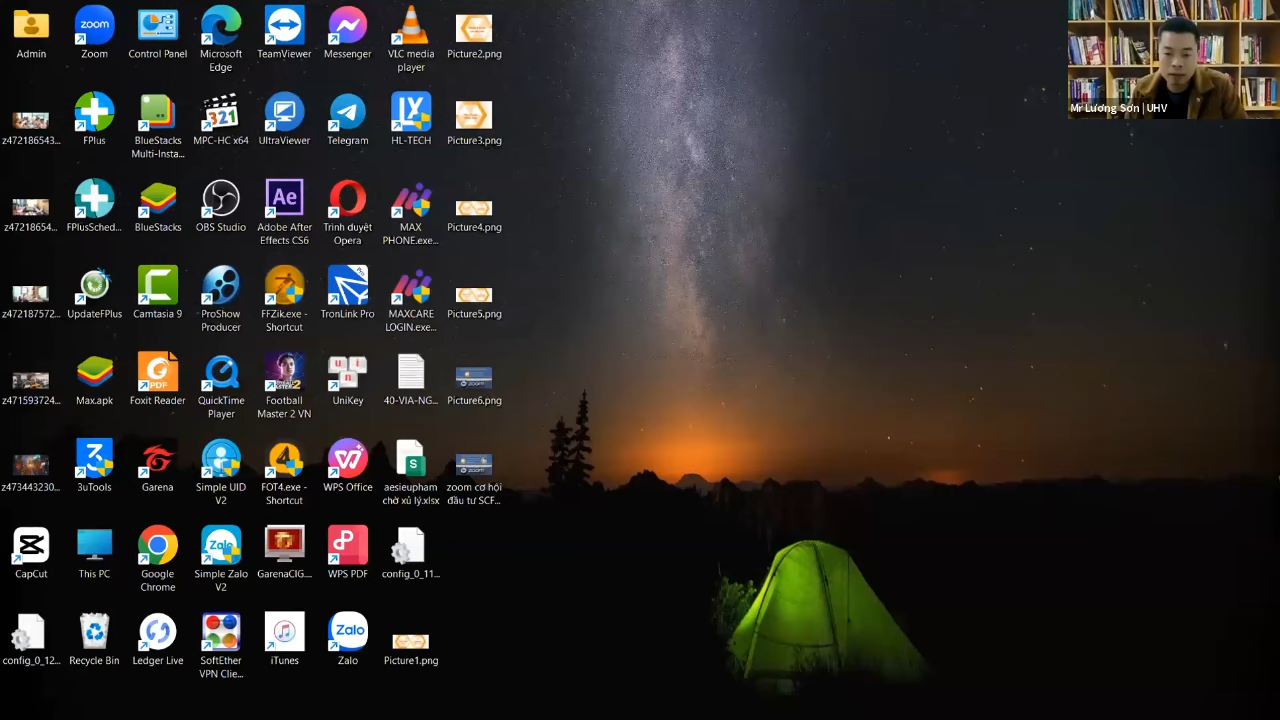 Admin
Zoom
Control Panel
Microsoft
Edge
TeamViewer
Messenger
VLC media
player
Picture2.png
z472186543...
FPlus
BlueStacks
Multi-Insta...
MPC-HC x64
UltraViewer
Telegram
HL-TECH
Picture3.png
z47218654...
FPlusSched...
BlueStacks
OBS Studio
Adobe After
Effects CS6
Trình duyệt
Opera
MAX
PHONE.exe...
Picture4.png
z472187572...
UpdateFPlus
Camtasia 9
ProShow
Producer
FFZik.exe -
Shortcut
TronLink Pro
MAXCARE
LOGIN.exe...
Picture5.png
z471593724...
Max.apk
Foxit Reader
QuickTime
Player
Football
Master 2 VN
UniKey
40-VIA-NG...
Picture6.png
z473443230...
3uTools
Garena
Simple UID
V2
FOT4.exe -
Shortcut
WPS Office
aesieupham
chờ xủ lý.xlsx
zoom cơ hội
đầu tư SCF...
CapCut
This PC
Google
Chrome
Simple Zalo
V2
GarenaCIG....
WPS PDF
config_0_11...
config_0_12...
Recycle Bin
Ledger Live
SoftEther
VPN Clie...
iTunes
Zalo
Picture1.png
Mr Lương Sơn | UHV